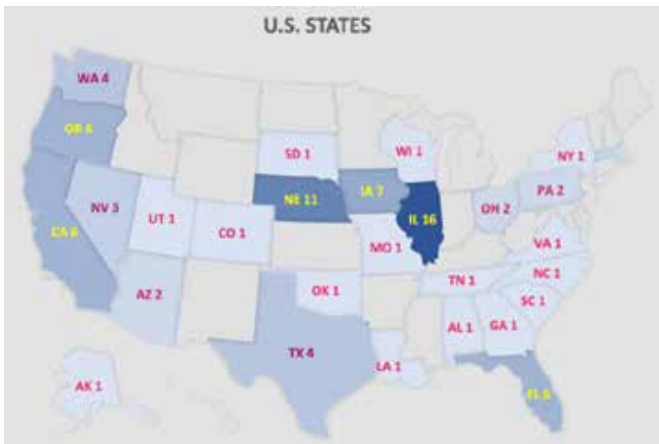 U.S. STATES
WA 4
OR 6
SD 1
WI 1
NY 1
NE 11
IA 7
IL 16
OH 2
PA 2
NV 3
UT 1
CO 1
CA 6
MO 1
VA 1
AZ 2
OK 1
TN 1
NC 1
SC 1
AL 1
GA 1
TX 4
LA 1
AK 1
FL 6